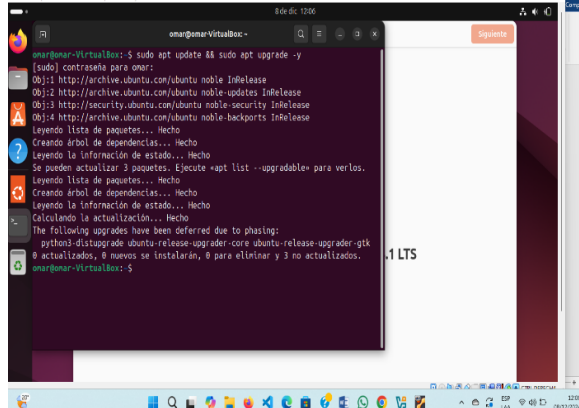 8 de dic 12:06
omar@omar-VirtualBox: ~
Siguiente
omar@omar-VirtualBox:~$ sudo apt update && sudo apt upgrade -y
[sudo] contraseña para omar:
Obj:1 http://archive.ubuntu.com/ubuntu noble InRelease
Obj:2 http://archive.ubuntu.com/ubuntu noble-updates InRelease
Obj:3 http://security.ubuntu.com/ubuntu noble-security InRelease
Obj:4 http://archive.ubuntu.com/ubuntu noble-backports InRelease
Leyendo lista de paquetes... Hecho
Creando árbol de dependencias... Hecho
Leyendo la información de estado... Hecho
Se pueden actualizar 3 paquetes. Ejecute «apt list --upgradable» para verlos.
Leyendo lista de paquetes... Hecho
Creando árbol de dependencias... Hecho
Leyendo la información de estado... Hecho
Calculando la actualización... Hecho
The following upgrades have been deferred due to phasing:
python3-distupgrade ubuntu-release-upgrader-core ubuntu-release-upgrader-gtk
0 actualizados, 0 nuevos se instalarán, 0 para eliminar y 3 no actualizados.
omar@omar-VirtualBox:~$
.1 LTS
20°
ESP